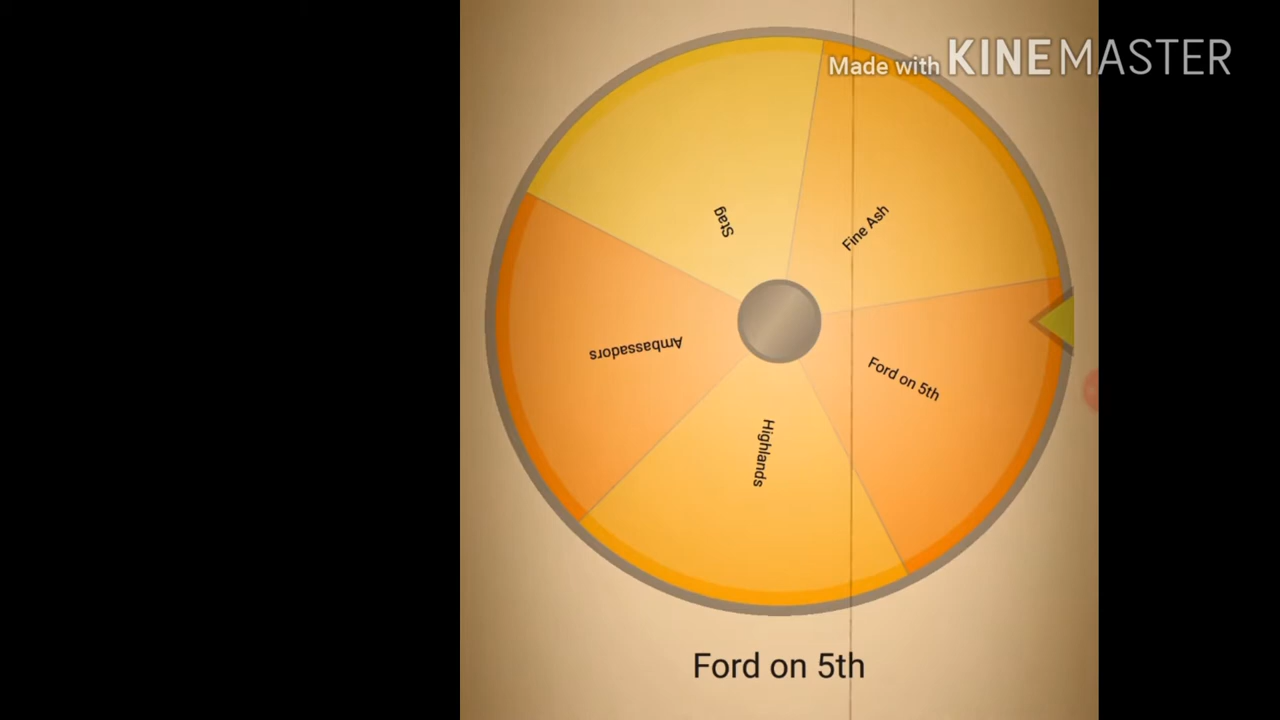 Made with KINEMASTER
Fine Ash
Stag
Ford on 5th
Ambassadors
Highlands
Ford on 5th